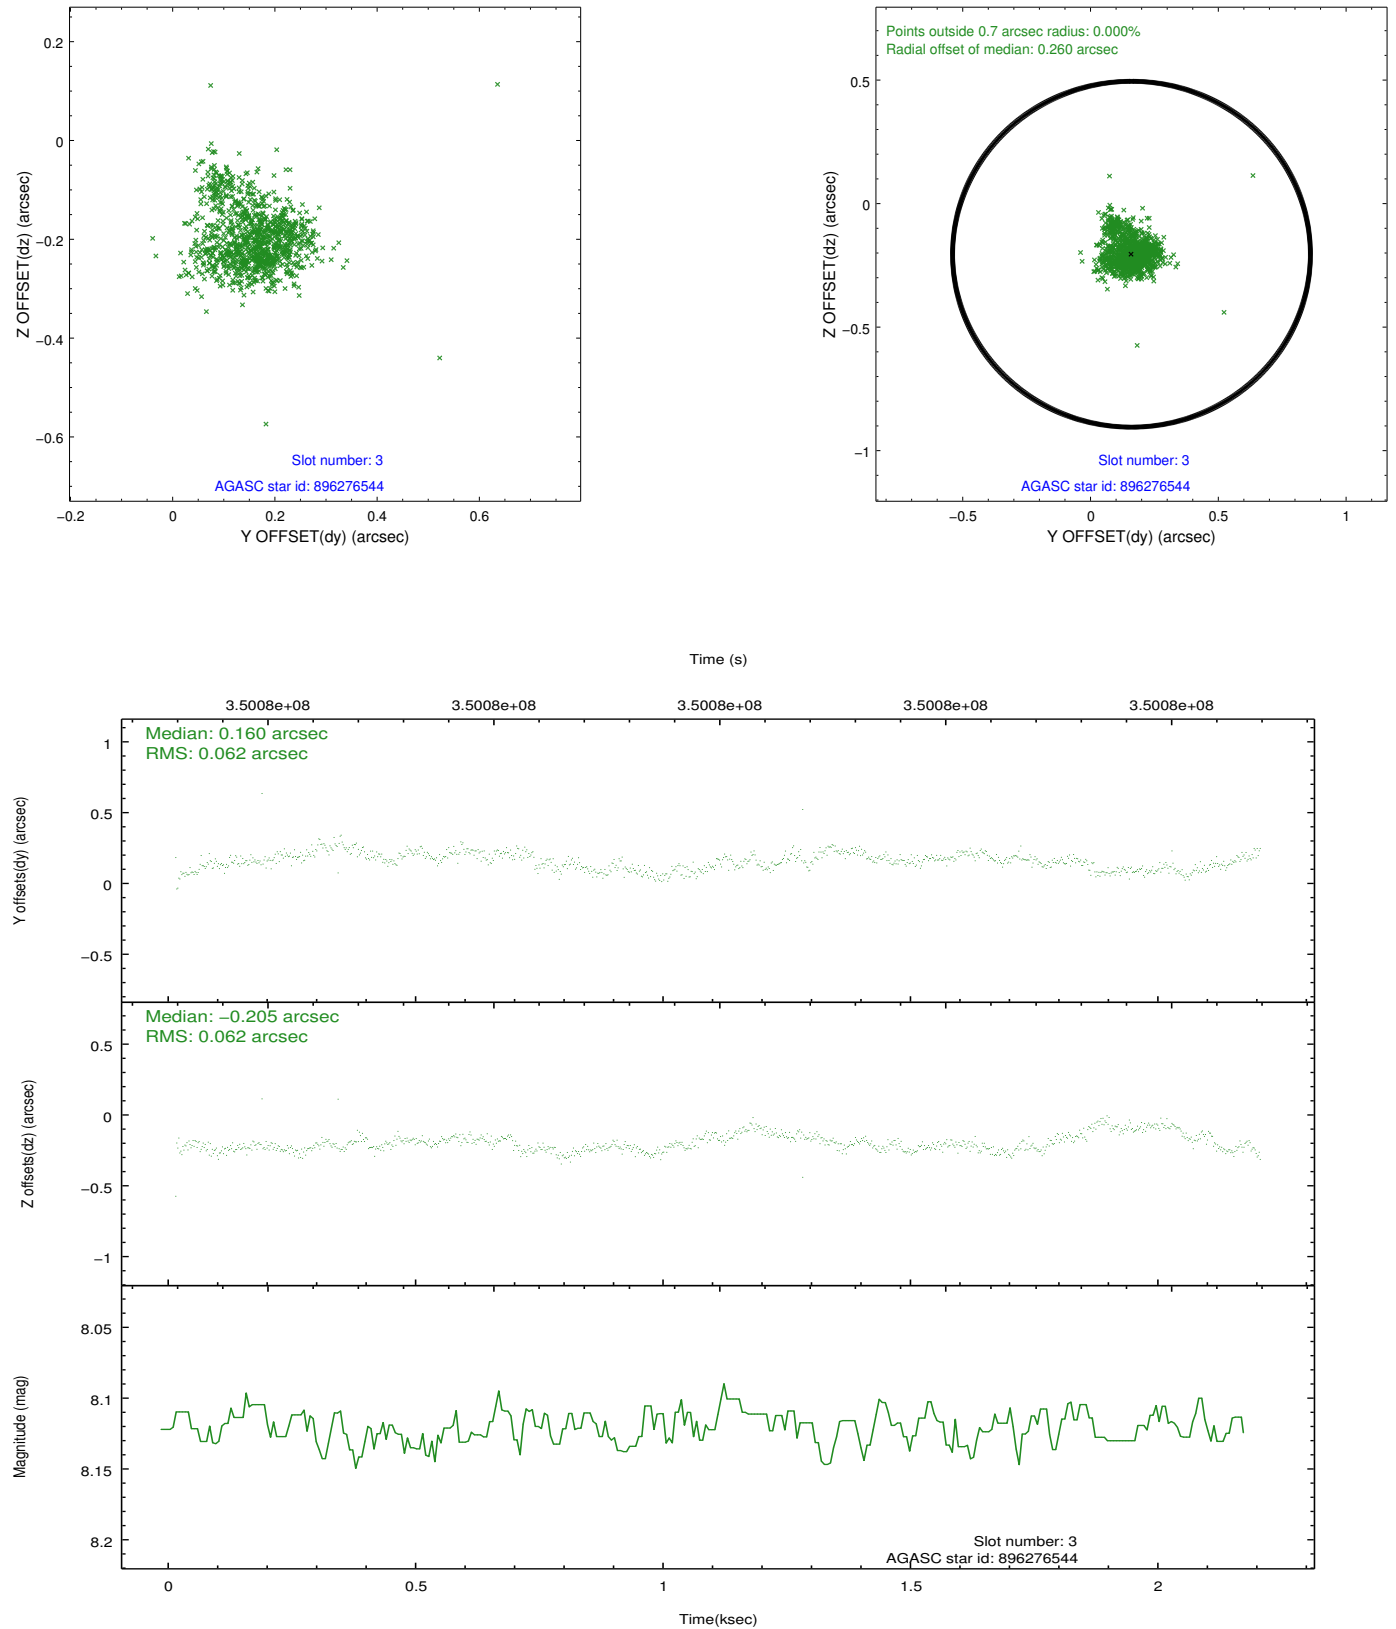 0.2
0
−0.2
−0.4
−0.6
Z OFFSET(dz) (arcsec)
Slot number: 3
AGASC star id: 896276544
−0.2
0
0.2
0.4
0.6
Y OFFSET(dy) (arcsec)
Points outside 0.7 arcsec radius: 0.000%
Radial offset of median: 0.260 arcsec
0.5
0
−0.5
−1
Z OFFSET(dz) (arcsec)
Slot number: 3
AGASC star id: 896276544
−0.5
0
0.5
1
Y OFFSET(dy) (arcsec)
Time (s)
3.5008e+08
3.5008e+08
3.5008e+08
3.5008e+08
3.5008e+08
Median: 0.160 arcsec
RMS: 0.062 arcsec
1
0.5
0
−0.5
Y offsets(dy) (arcsec)
Median: −0.205 arcsec
RMS: 0.062 arcsec
0.5
0
−0.5
−1
Z offsets(dz) (arcsec)
8.05
8.1
8.15
8.2
Magnitude (mag)
Slot number: 3
AGASC star id: 896276544
0
0.5
1
1.5
2
Time(ksec)